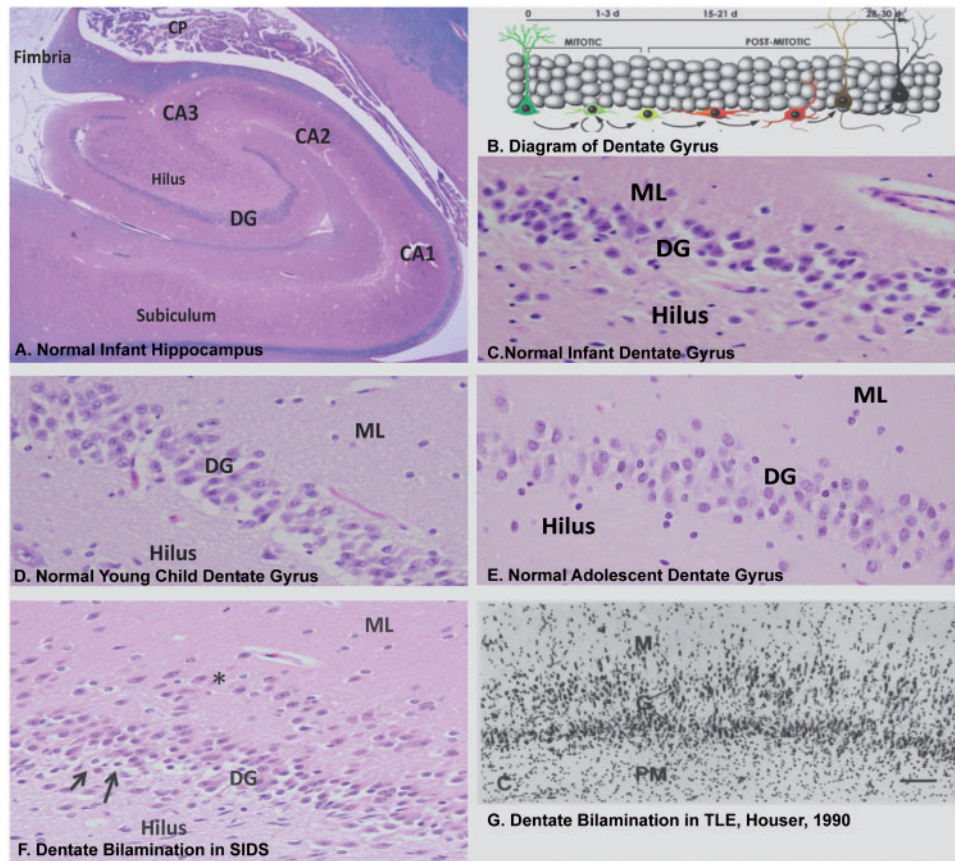 CP
Fimbria
CA3
CA2
Hilus
DG
CA1
Subiculum
A. Normal Infant Hippocampus
0 1-3 d 15-21 d 28-30 d
MITOTIC POST-MITOTIC
B. Diagram of Dentate Gyrus
ML
DG
Hilus
C.Normal Infant Dentate Gyrus
ML
DG
Hilus
D. Normal Young Child Dentate Gyrus
ML
DG
Hilus
E. Normal Adolescent Dentate Gyrus
ML
*
DG
Hilus
F. Dentate Bilamination in SIDS
M
G
PM
C
G. Dentate Bilamination in TLE, Houser, 1990